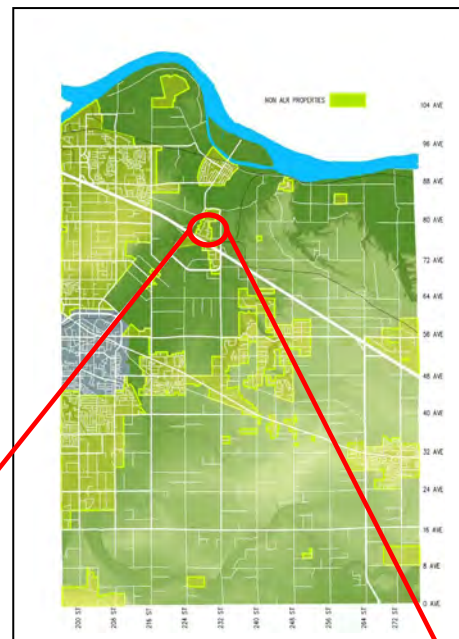 NON ALR PROPERTIES
104 AVE
96 AVE
88 AVE
80 AVE
72 AVE
64 AVE
56 AVE
48 AVE
40 AVE
32 AVE
24 AVE
16 AVE
8 AVE
0 AVE
200 ST
208 ST
216 ST
224 ST
232 ST
240 ST
248 ST
256 ST
264 ST
272 ST